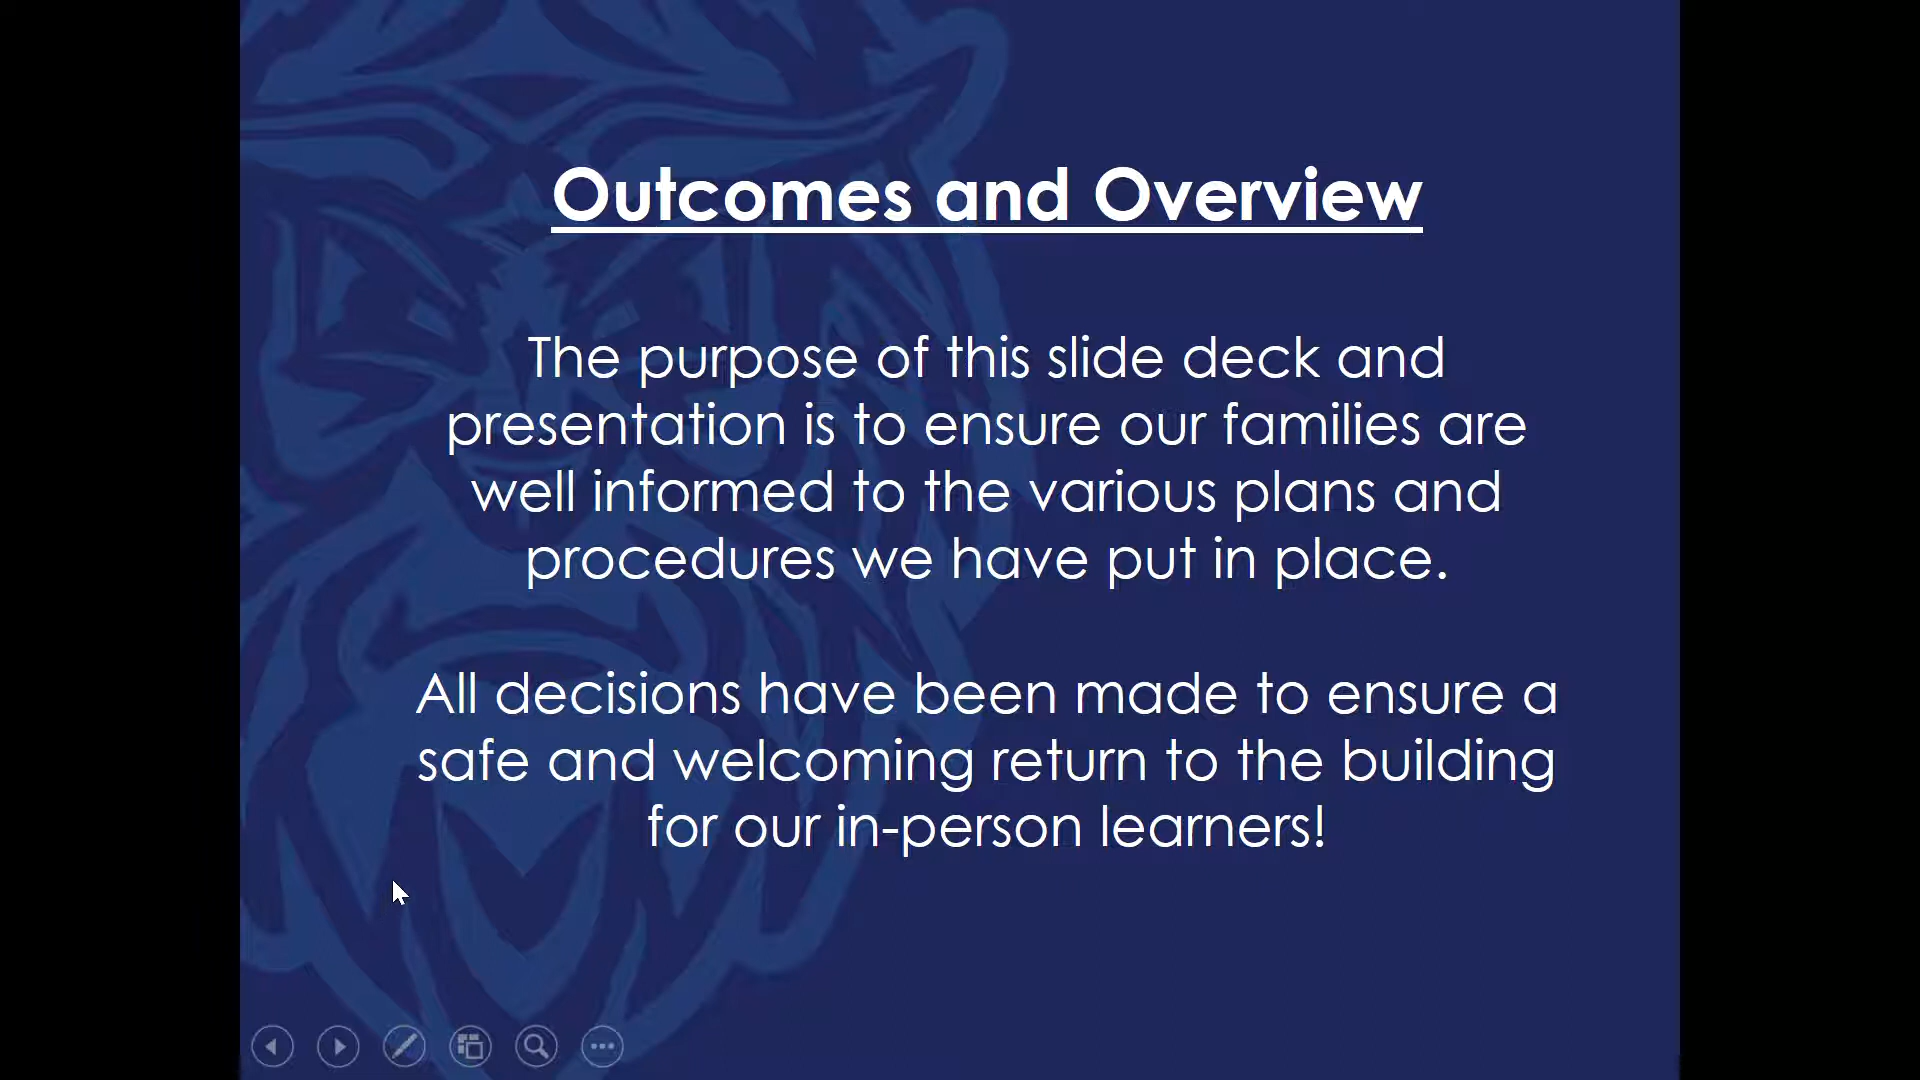 Outcomes and Overview
The purpose of this slide deck and
presentation is to ensure our families are
well informed to the various plans and
procedures we have put in place.
All decisions have been made to ensure a
safe and welcoming return to the building
for our in-person learners!